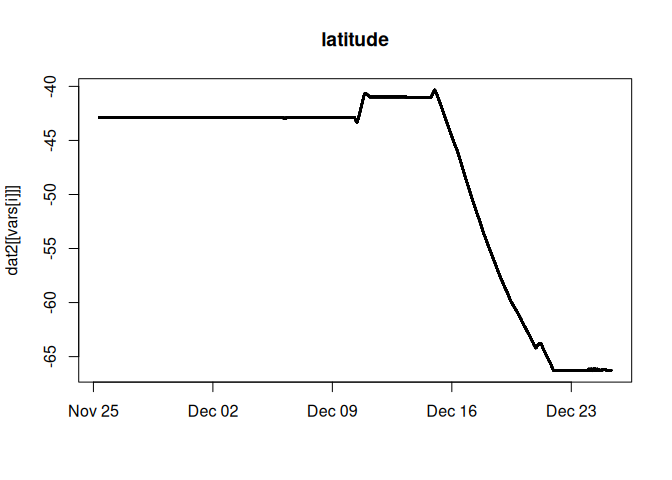 latitude
dat2[[vars[i]]]
-40
-45
-50
-55
-60
-65
Nov 25
Dec 02
Dec 09
Dec 16
Dec 23